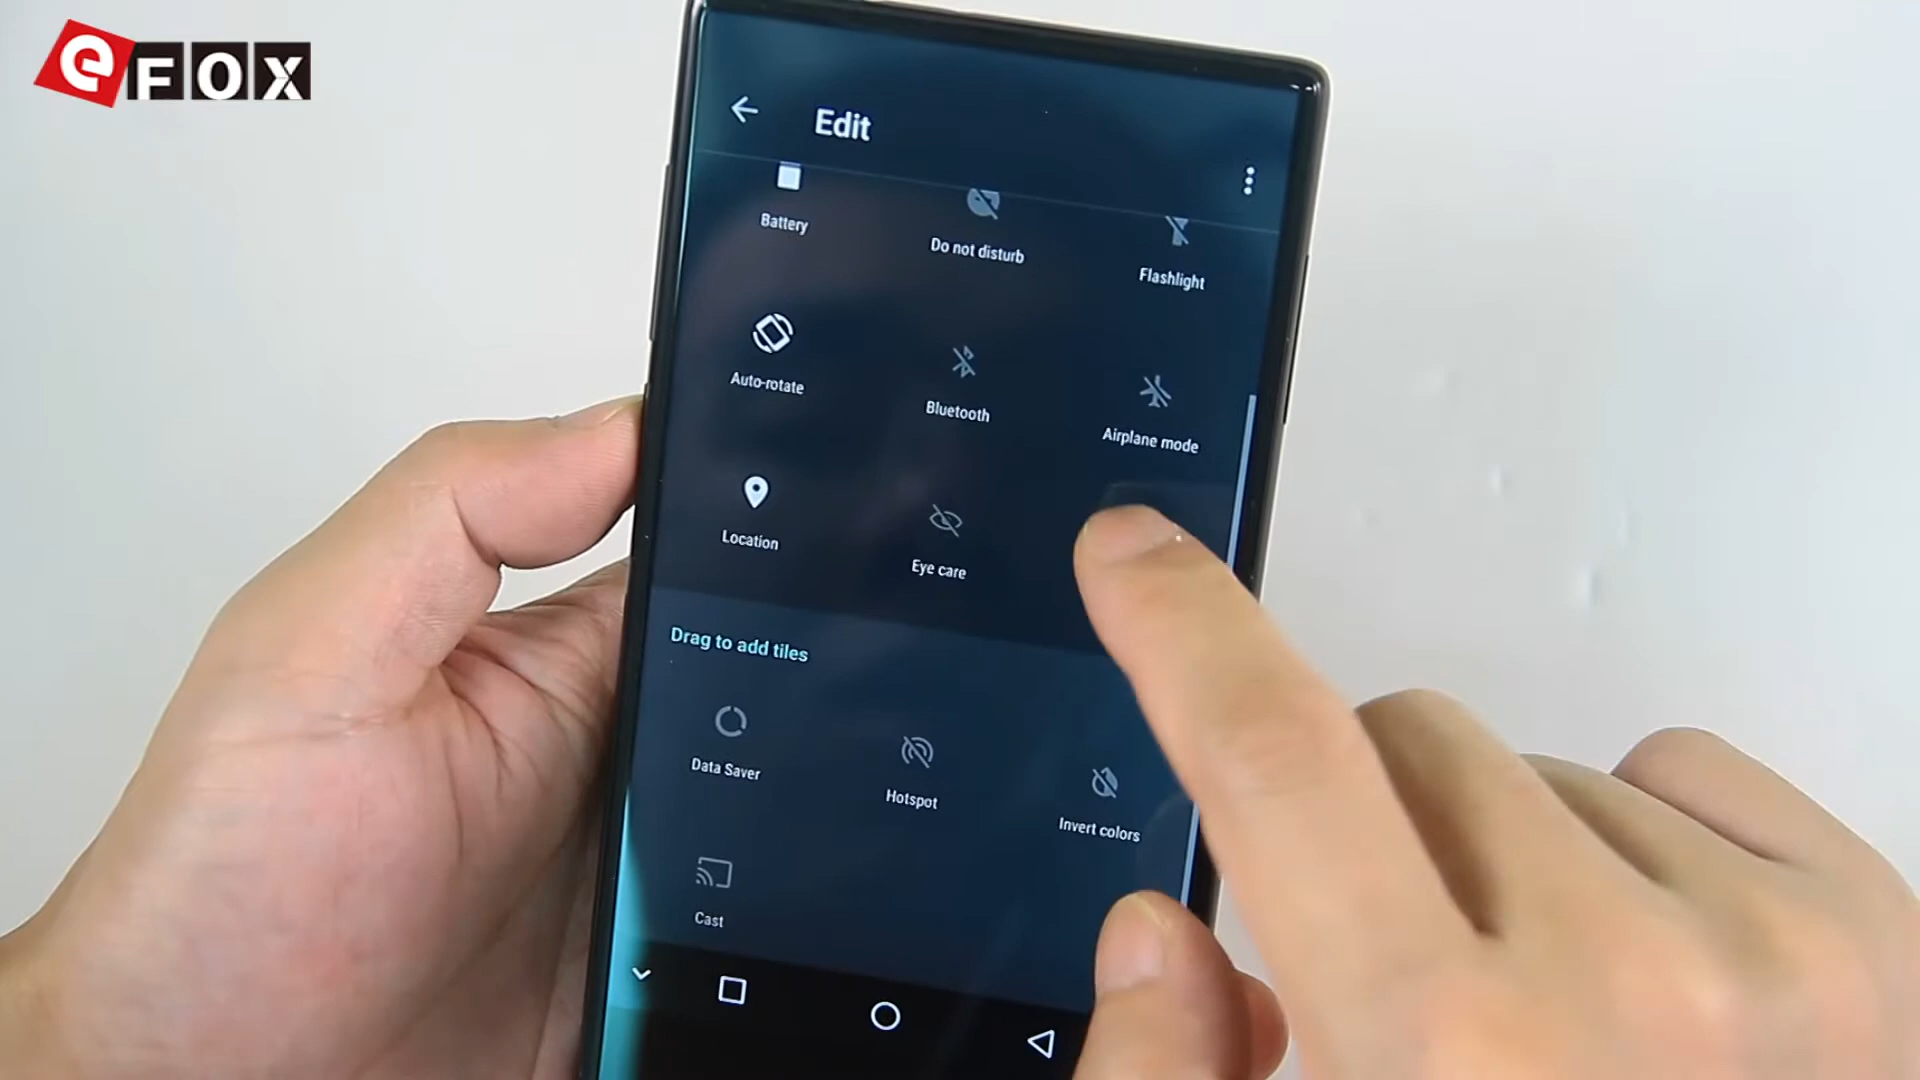 eFOX
Edit
Battery
Do not disturb
Flashlight
Auto-rotate
Bluetooth
Airplane mode
Location
Eye care
Drag to add tiles
Data Saver
Hotspot
Invert colors
Cast